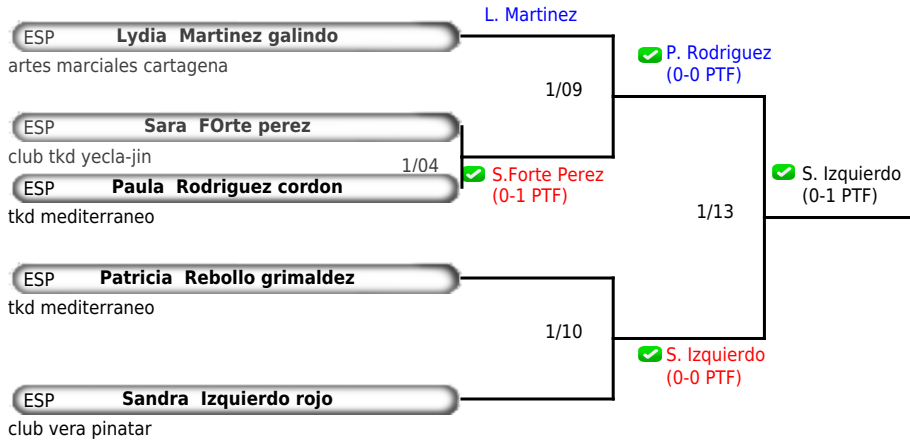 L. Martinez
ESP Lydia Martinez galindo
artes marciales cartagena
P. Rodriguez
(0-0 PTF)
1/09
ESP Sara FOrte perez
club tkd yecla-jin
1/04
S.Forte Perez
(0-1 PTF)
ESP Paula Rodriguez cordon
tkd mediterraneo
S. Izquierdo
(0-1 PTF)
1/13
ESP Patricia Rebollo grimaldez
tkd mediterraneo
1/10
S. Izquierdo
(0-0 PTF)
ESP Sandra Izquierdo rojo
club vera pinatar